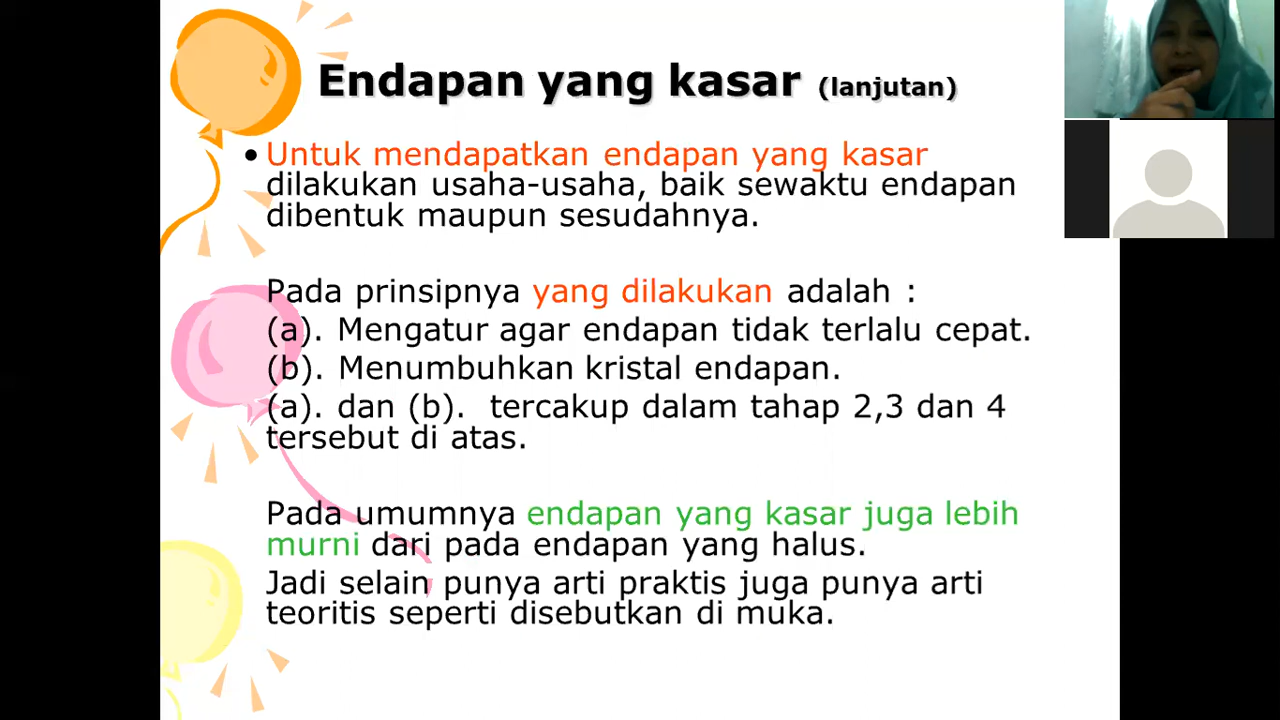 Endapan yang kasar (lanjutan)
• Untuk mendapatkan endapan yang kasar
dilakukan usaha-usaha, baik sewaktu endapan
dibentuk maupun sesudahnya.
Pada prinsipnya yang dilakukan adalah :
(a). Mengatur agar endapan tidak terlalu cepat.
(b). Menumbuhkan kristal endapan.
(a). dan (b). tercakup dalam tahap 2,3 dan 4
tersebut di atas.
Pada umumnya endapan yang kasar juga lebih
murni dari pada endapan yang halus.
Jadi selain punya arti praktis juga punya arti
teoritis seperti disebutkan di muka.